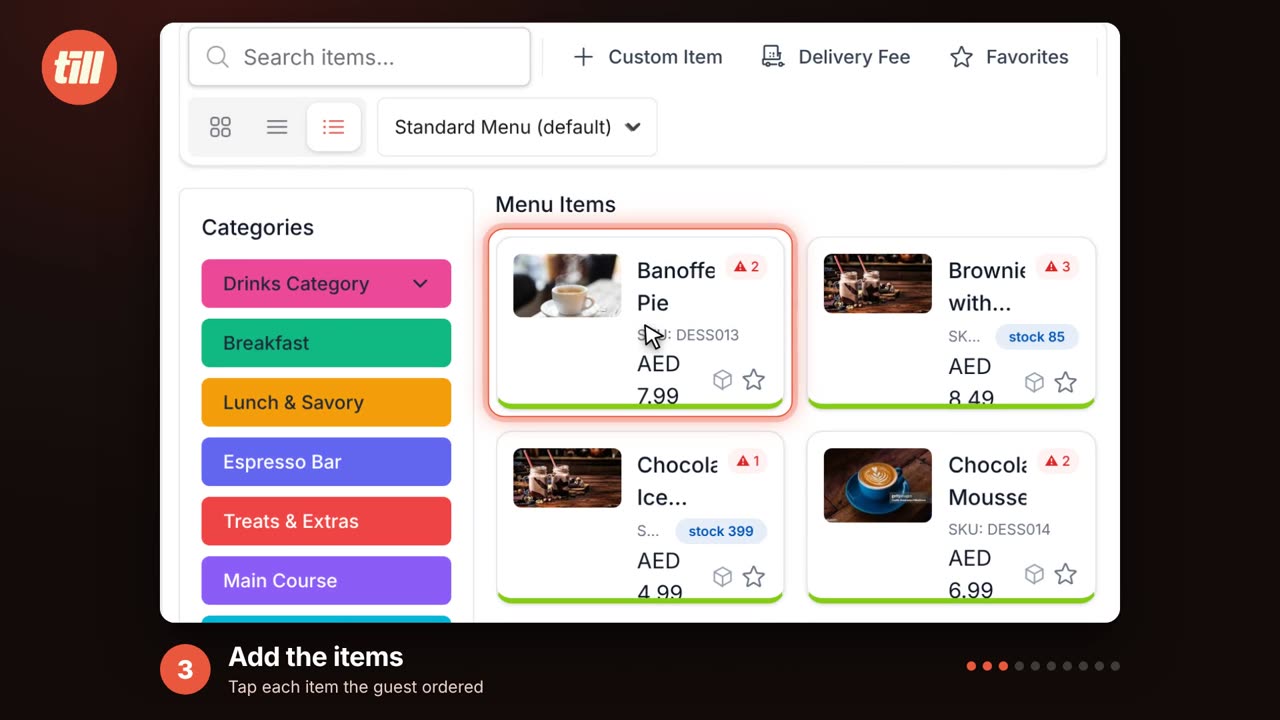 till
Search items...
Custom Item
Delivery Fee
Favorites
Standard Menu (default)
Categories
Drinks Category
Breakfast
Lunch & Savory
Espresso Bar
Treats & Extras
Main Course
Menu Items
Banoffe
2
Pie
DESS013
AED
7.99
Brownie
3
with...
SK...
stock 85
AED
8.49
Chocola
1
Ice...
S...
stock 399
AED
4.99
Chocola
2
Mousse
SKU: DESS014
AED
6.99
3
Add the items
Tap each item the guest ordered